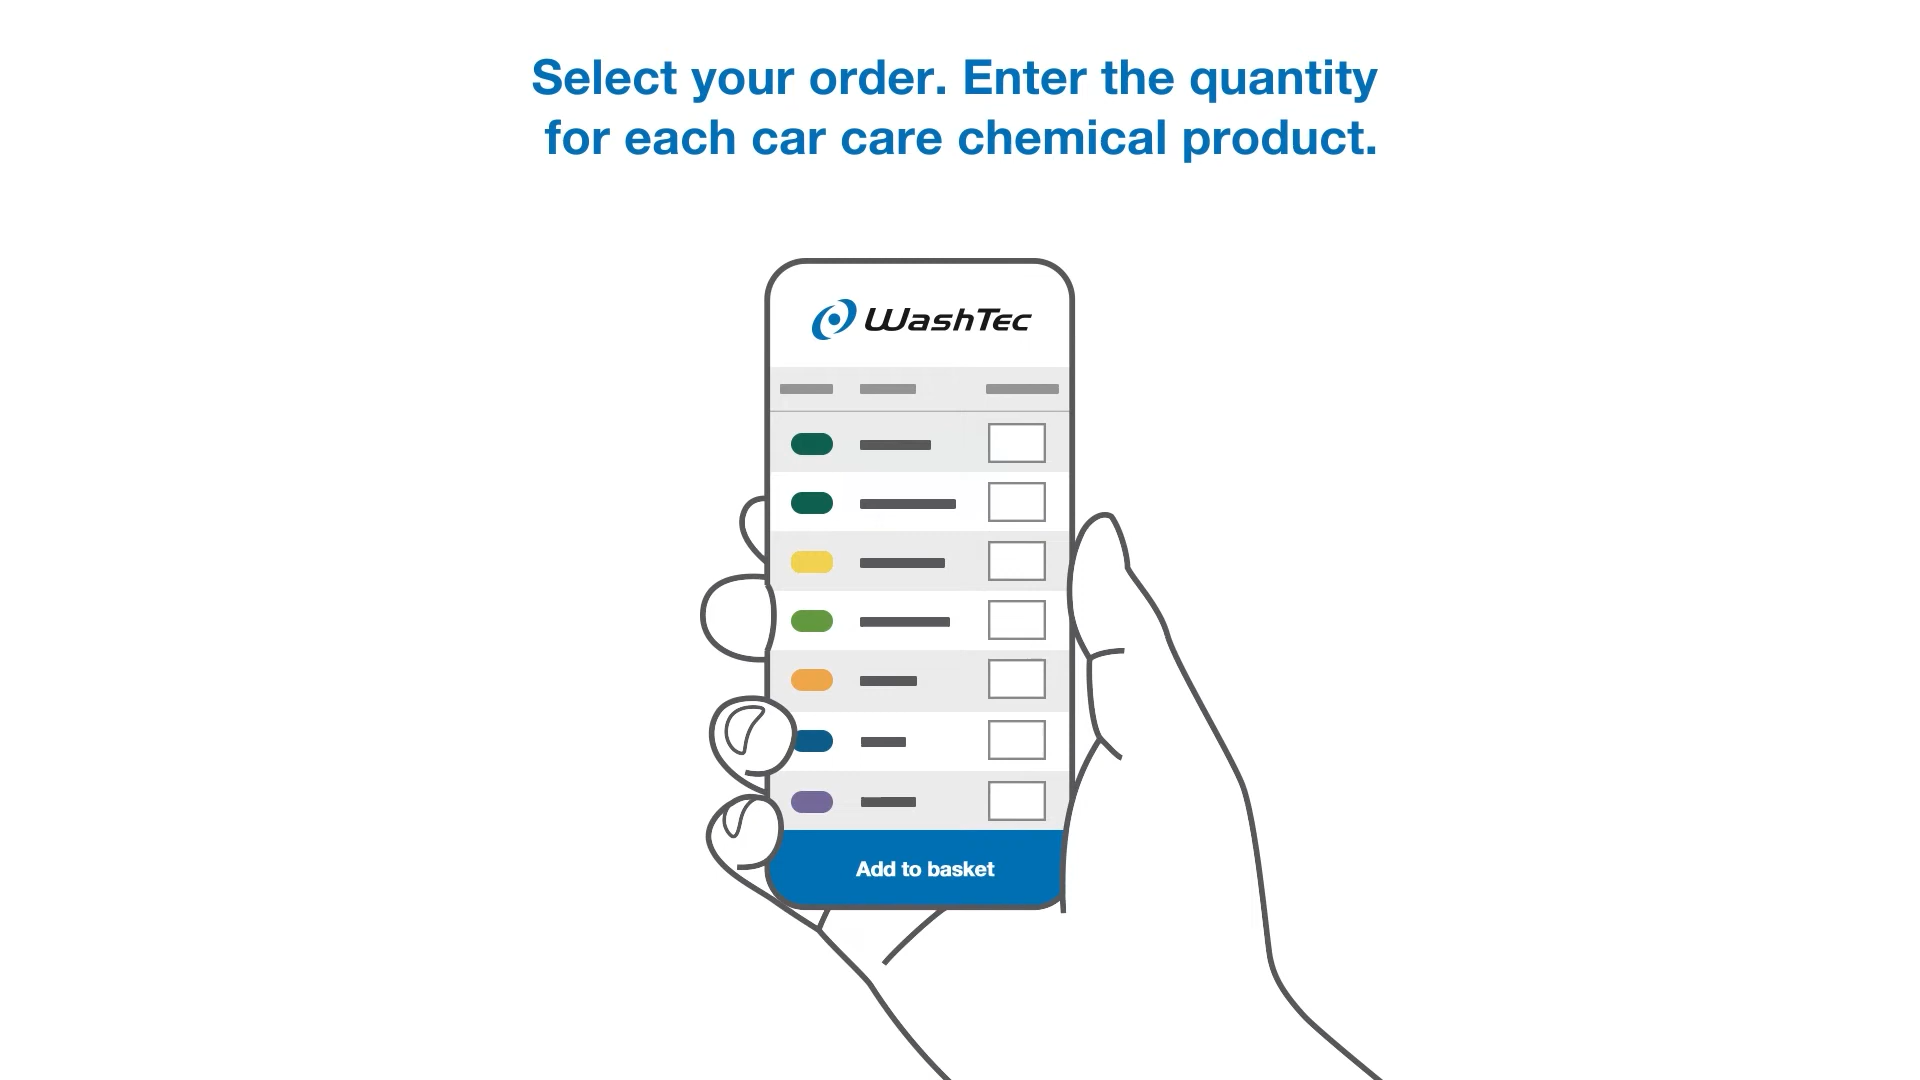 Select your order. Enter the quantity
for each car care chemical product.
WashTec
Add to basket